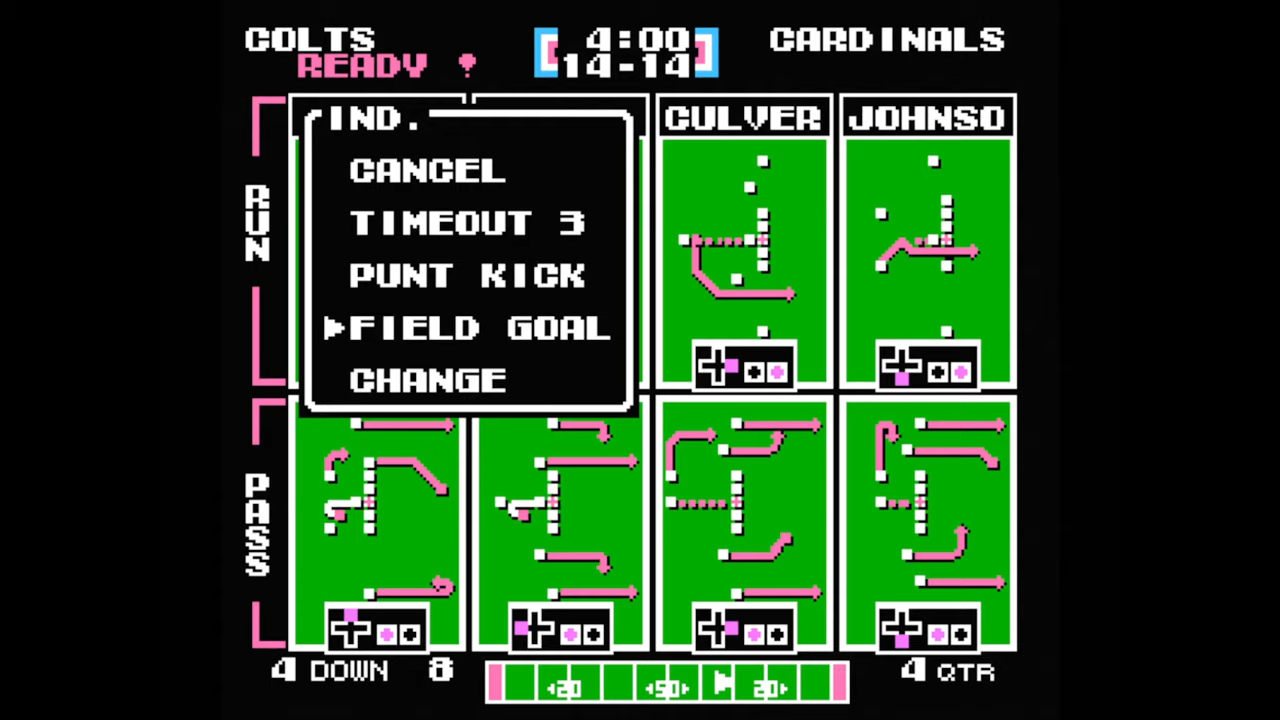 COLTS 4:00 CARDINALS
READY ! 14-14
IND. CULVER JOHNSO
CANCEL
TIMEOUT 3
PUNT KICK
FIELD GOAL
CHANGE
RUN
PASS
4 DOWN 8 4 QTR
20 50 20